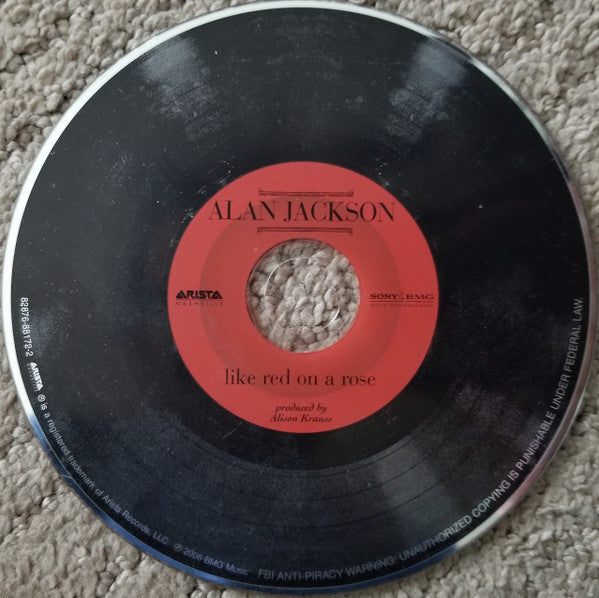 ALAN JACKSON
ARISTA
NASHVILLE
SONY BMG
MUSIC ENTERTAINMENT
like red on a rose
produced by
Alison Krauss
82876-88172-2 ARISTA ® is a registered trademark of Arista Records, LLC. ℗ 2006 BMG Music FBI ANTI-PIRACY WARNING: UNAUTHORIZED COPYING IS PUNISHABLE UNDER FEDERAL LAW.